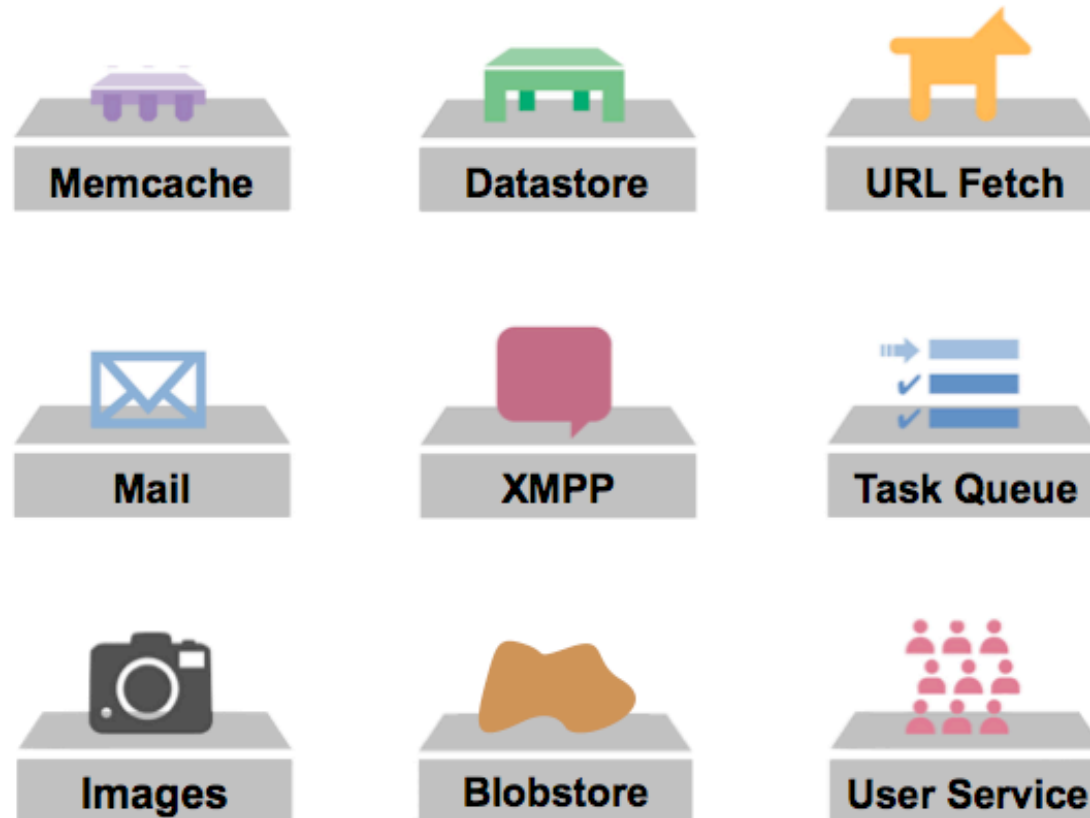 Memcache
Datastore
URL Fetch
Mail
XMPP
Task Queue
Images
Blobstore
User Service